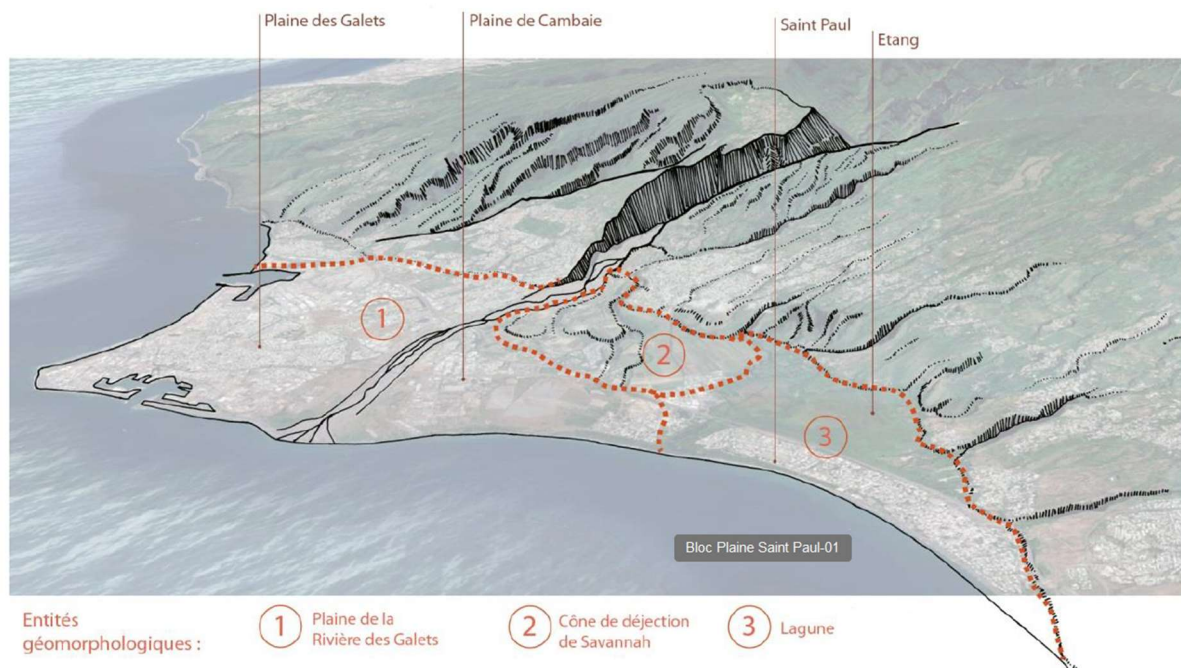 Plaine des Galets
Plaine de Cambaie
Saint Paul
Etang
1
2
3
Bloc Plaine Saint Paul-01
Entités
géomorphologiques :
1
Plaine de la
Rivière des Galets
2
Cône de déjection
de Savannah
3
Lagune